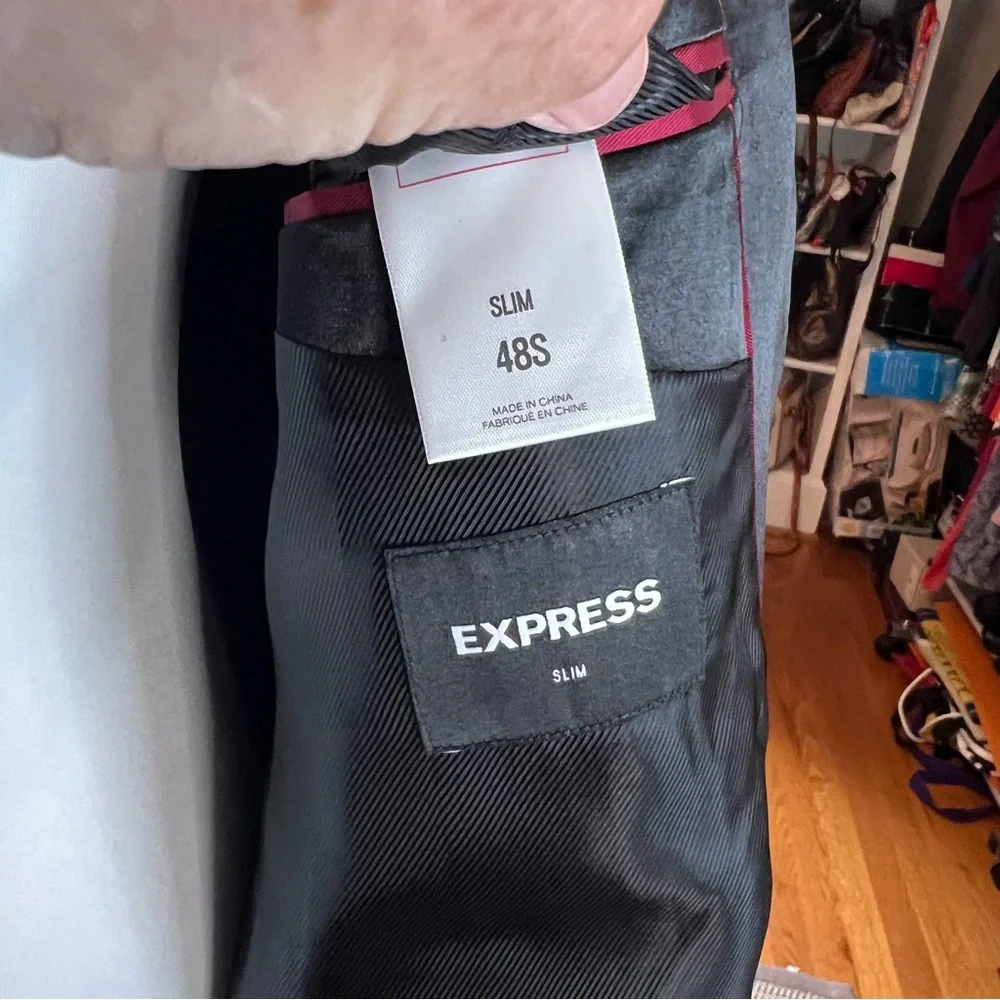 SLIM
48S
MADE IN CHINA
FABRIQUÉ EN CHINE
EXPRESS
SLIM